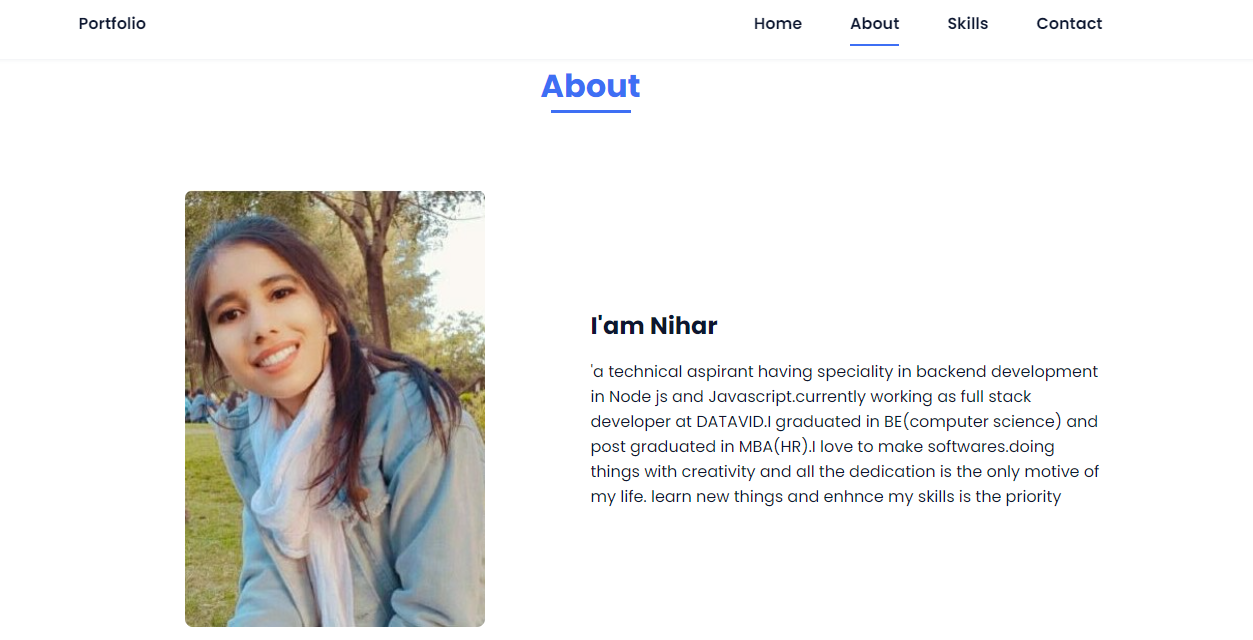 Portfolio
Home
About
Skills
Contact
About
I'am Nihar
'a technical aspirant having speciality in backend development
in Node js and Javascript.currently working as full stack
developer at DATAVID.I graduated in BE(computer science) and
post graduated in MBA(HR).I love to make softwares.doing
things with creativity and all the dedication is the only motive of
my life. learn new things and enhnce my skills is the priority